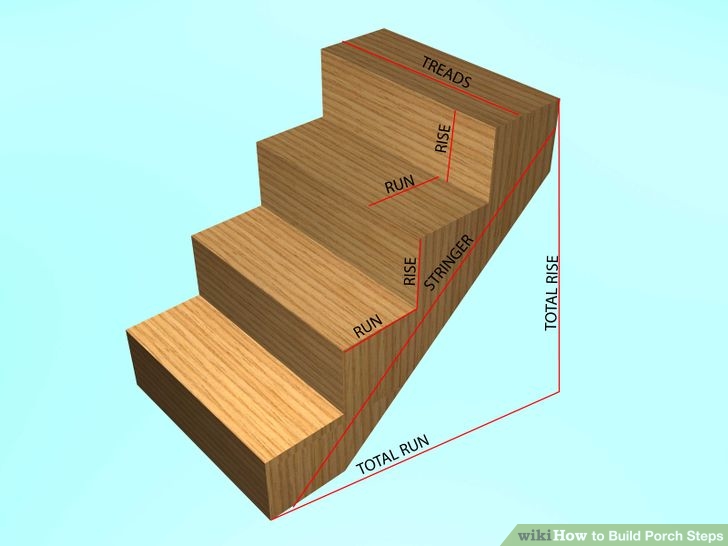 TREADS
RISE
RUN
STRINGER
RISE
RUN
TOTAL RISE
TOTAL RUN
wikiHow to Build Porch Steps